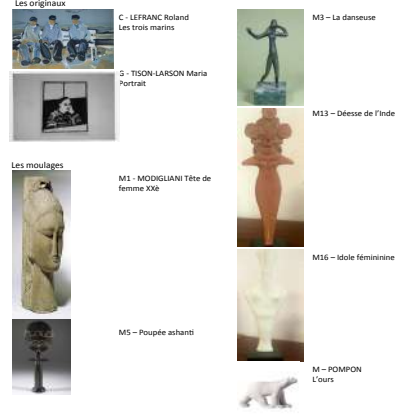 Les originaux
C - LEFRANC Roland
Les trois marins
G - TISON-LARSON Maria
Portrait
Les moulages
M1 - MODIGLIANI Tête de
femme XXè
M5 – Poupée ashanti
M3 – La danseuse
M13 – Déesse de l'Inde
M16 – Idole fémininine
M – POMPON
L'ours